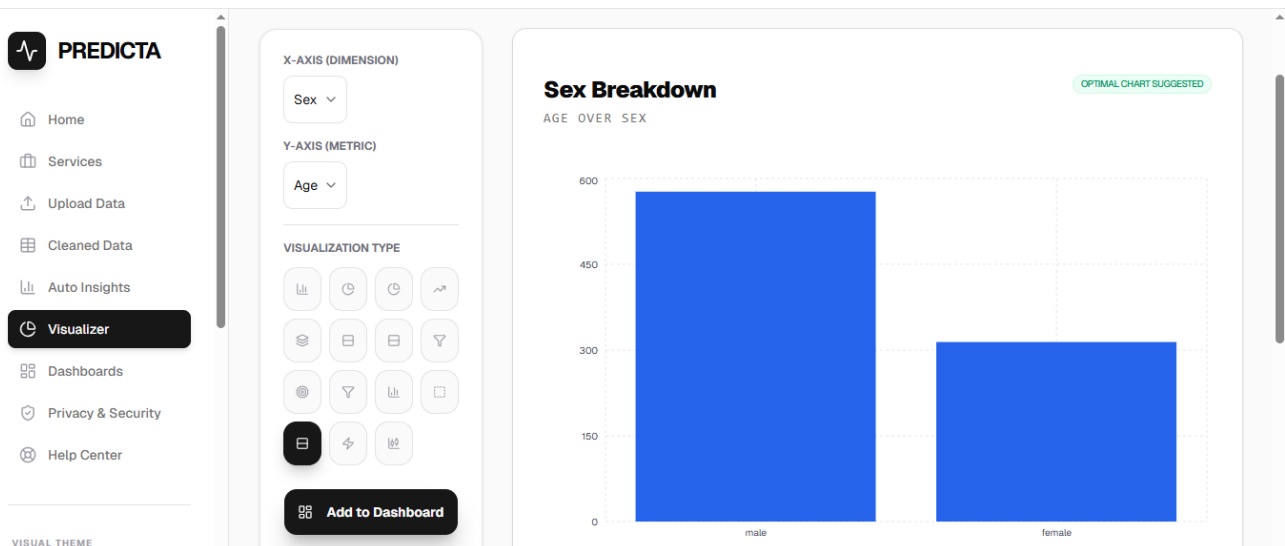 PREDICTA
Home
Services
Upload Data
Cleaned Data
Auto Insights
Visualizer
Dashboards
Privacy & Security
Help Center
VISUAL THEME
X-AXIS (DIMENSION)
Sex
Y-AXIS (METRIC)
Age
VISUALIZATION TYPE
Add to Dashboard
Sex Breakdown
OPTIMAL CHART SUGGESTED
AGE OVER SEX
600
450
300
150
0
male female